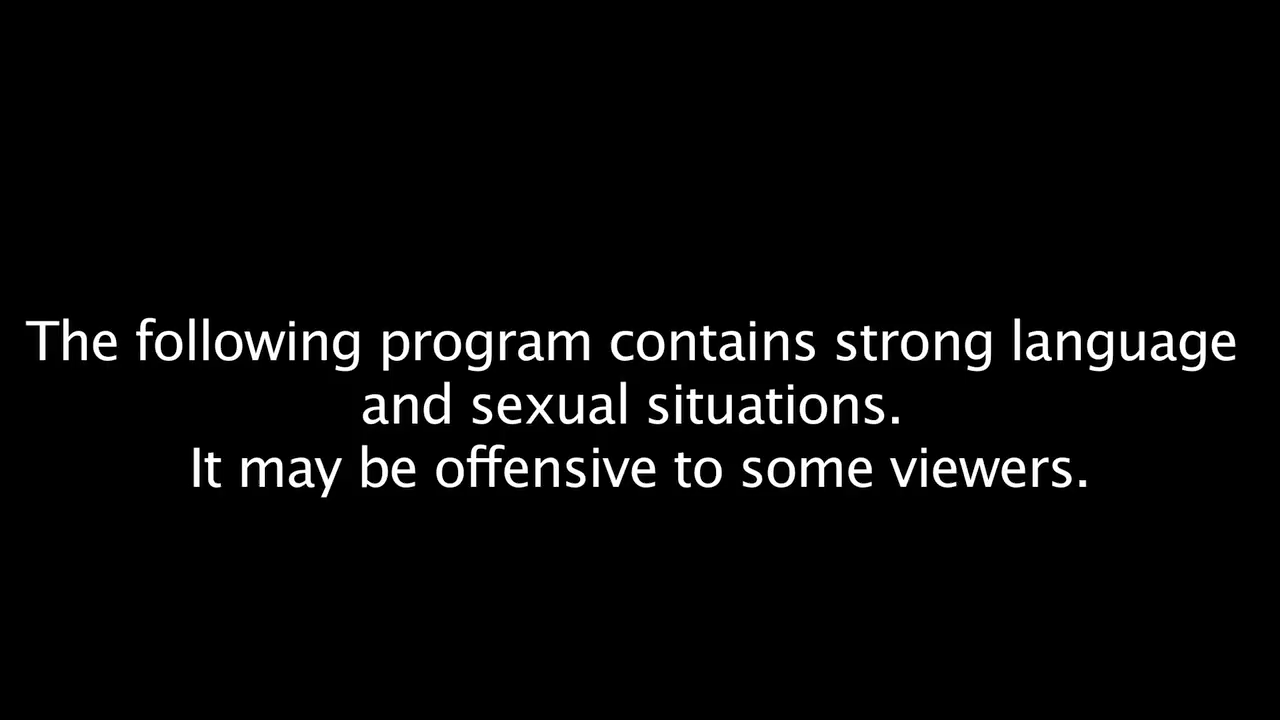 The following program contains strong language
and sexual situations.
It may be offensive to some viewers.